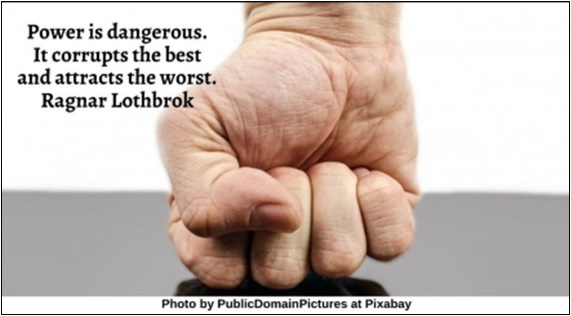 Power is dangerous.
It corrupts the best
and attracts the worst.
Ragnar Lothbrok
Photo by PublicDomainPictures at Pixabay